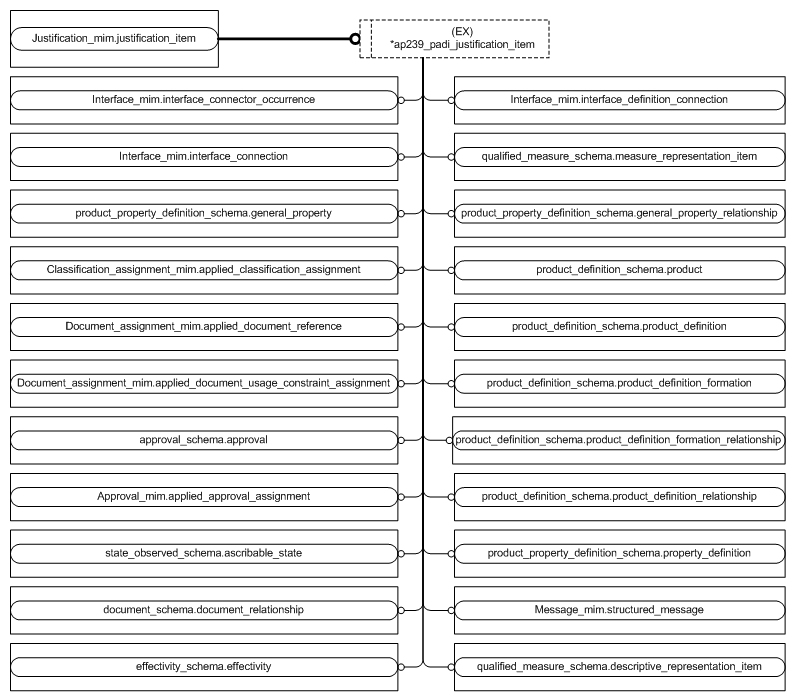 Justification_mim.justification_item
(EX)
*ap239_padi_justification_item
Interface_mim.interface_connector_occurrence
Interface_mim.interface_definition_connection
Interface_mim.interface_connection
qualified_measure_schema.measure_representation_item
product_property_definition_schema.general_property
product_property_definition_schema.general_property_relationship
Classification_assignment_mim.applied_classification_assignment
product_definition_schema.product
Document_assignment_mim.applied_document_reference
product_definition_schema.product_definition
Document_assignment_mim.applied_document_usage_constraint_assignment
product_definition_schema.product_definition_formation
approval_schema.approval
product_definition_schema.product_definition_formation_relationship
Approval_mim.applied_approval_assignment
product_definition_schema.product_definition_relationship
state_observed_schema.ascribable_state
product_property_definition_schema.property_definition
document_schema.document_relationship
Message_mim.structured_message
effectivity_schema.effectivity
qualified_measure_schema.descriptive_representation_item